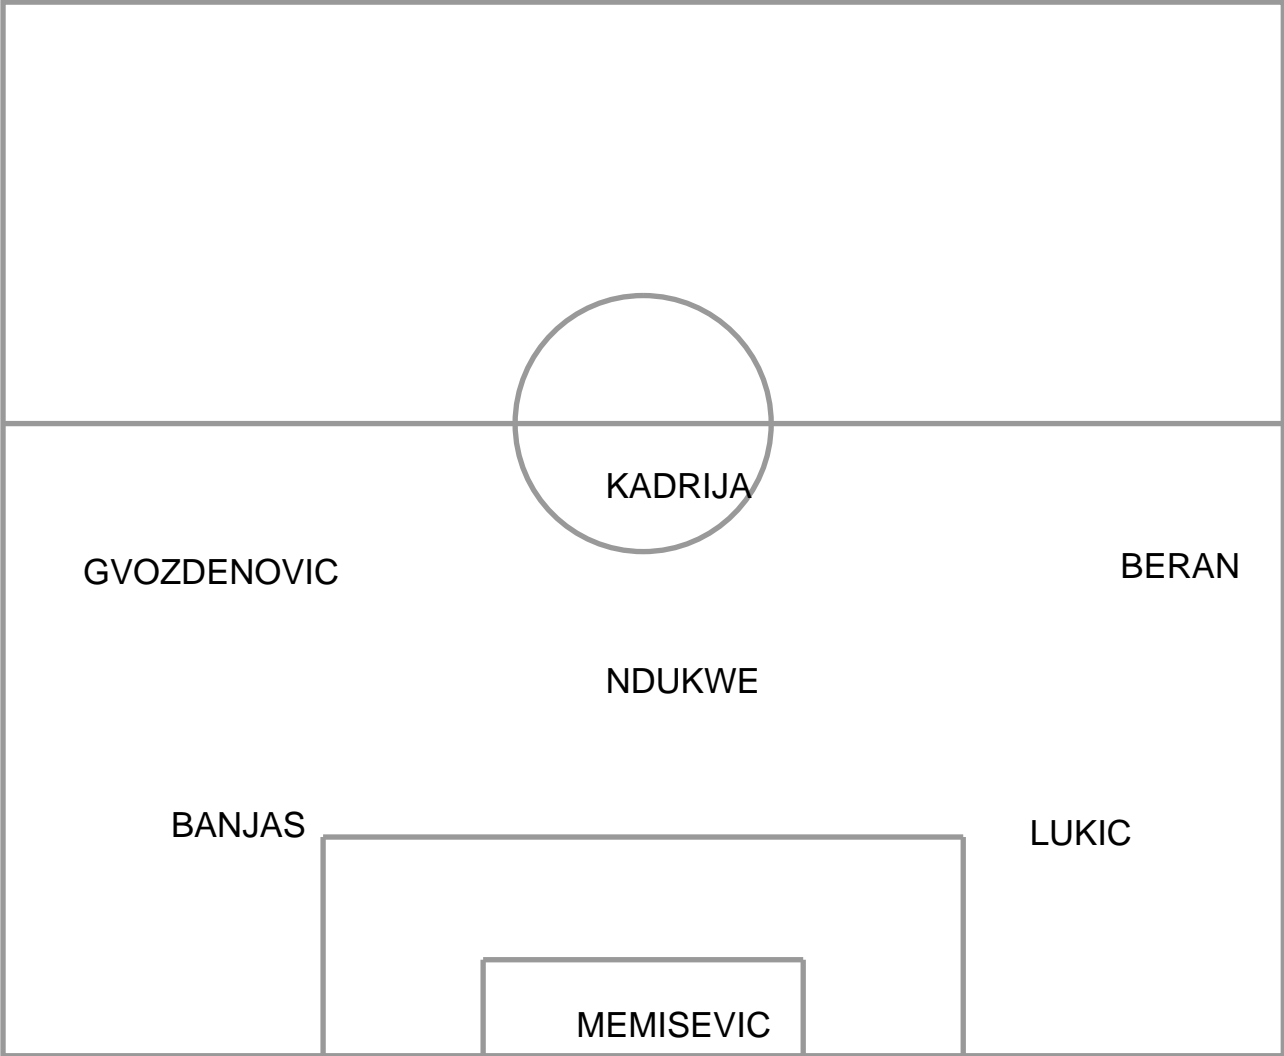 KADRIJA
GVOZDENOVIC
BERAN
NDUKWE
BANJAS
LUKIC
MEMISEVIC